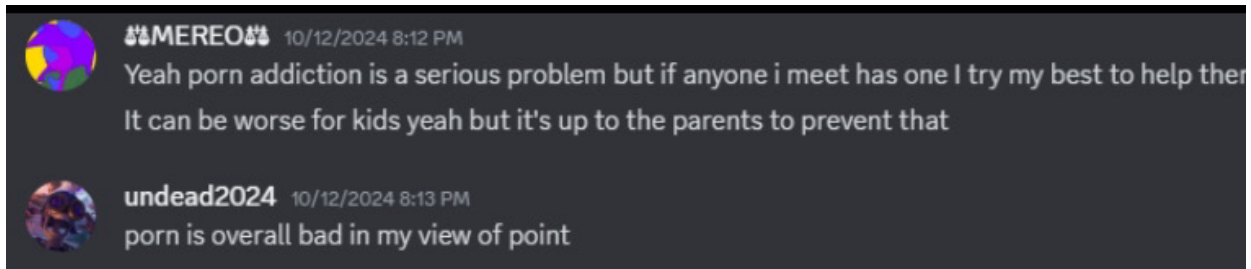 MEREO 10/12/2024 8:12 PM
Yeah porn addiction is a serious problem but if anyone i meet has one I try my best to help
It can be worse for kids yeah but it's up to the parents to prevent that
undead2024 10/12/2024 8:13 PM
porn is overall bad in my view of point